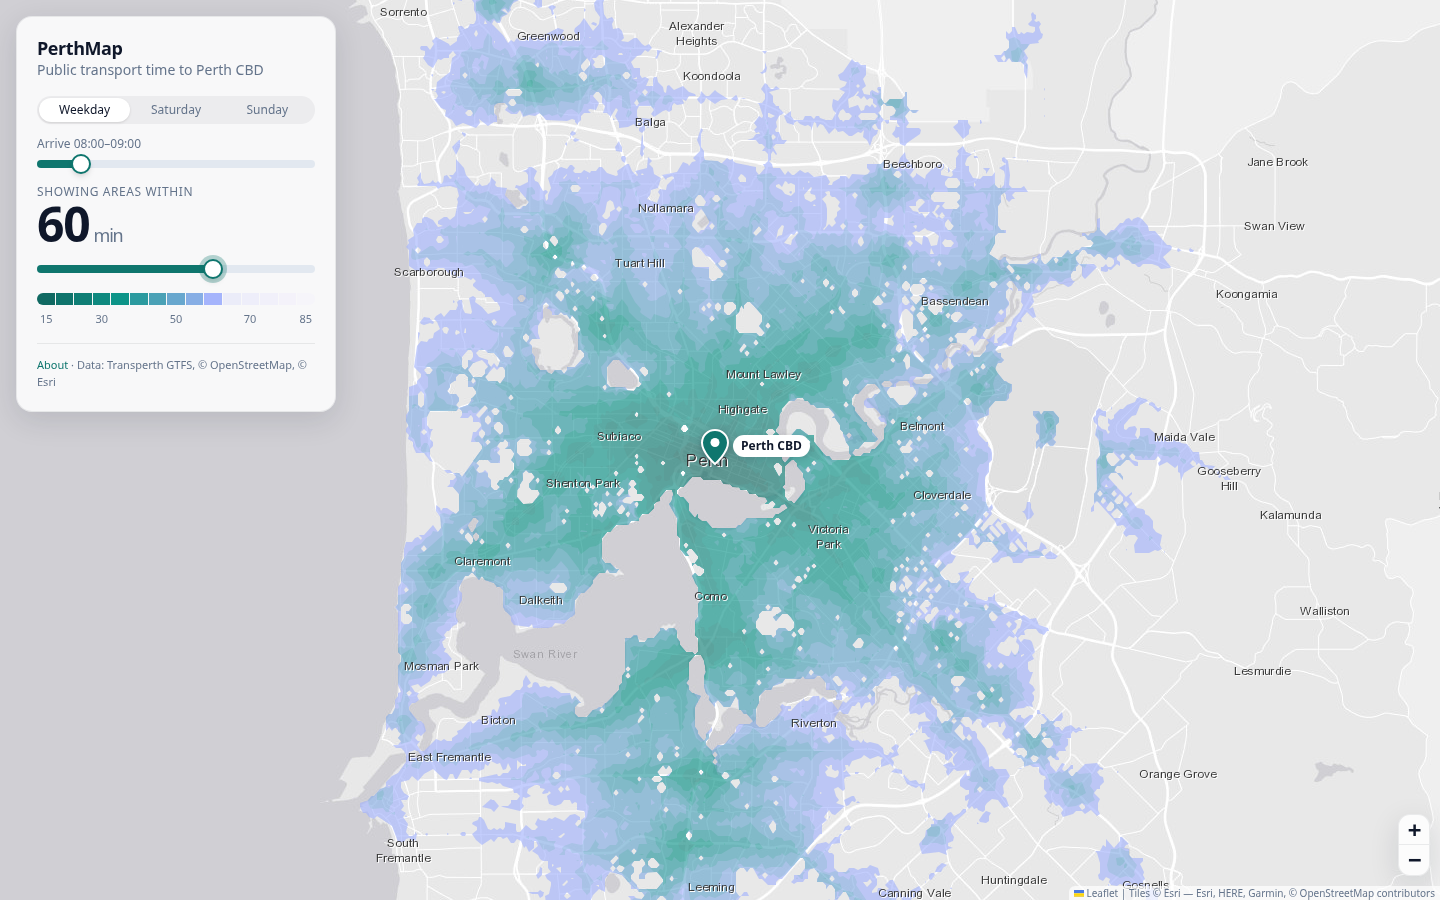 PerthMap
Public transport time to Perth CBD
Weekday
Saturday
Sunday
Arrive 08:00–09:00
SHOWING AREAS WITHIN
60 min
15
30
50
70
85
About · Data: Transperth GTFS, © OpenStreetMap, ©
Esri
Sorrento
Greenwood
Alexander
Heights
Koondoola
Balga
Beechboro
Jane Brook
Nollamara
Swan View
Tuart Hill
Scarborough
Koongamia
Bassendean
Mount Lawley
Highgate
Subiaco
Belmont
Maida Vale
Perth CBD
Perth
Gooseberry
Hill
Shenton Park
Cloverdale
Kalamunda
Victoria
Park
Claremont
Como
Dalkeith
Walliston
Swan River
Mosman Park
Lesmurdie
Bicton
Riverton
East Fremantle
Orange Grove
South
Fremantle
Leeming
Huntingdale
Canning Vale
Gosnells
+
−
Leaflet | Tiles © Esri — Esri, HERE, Garmin, © OpenStreetMap contributors